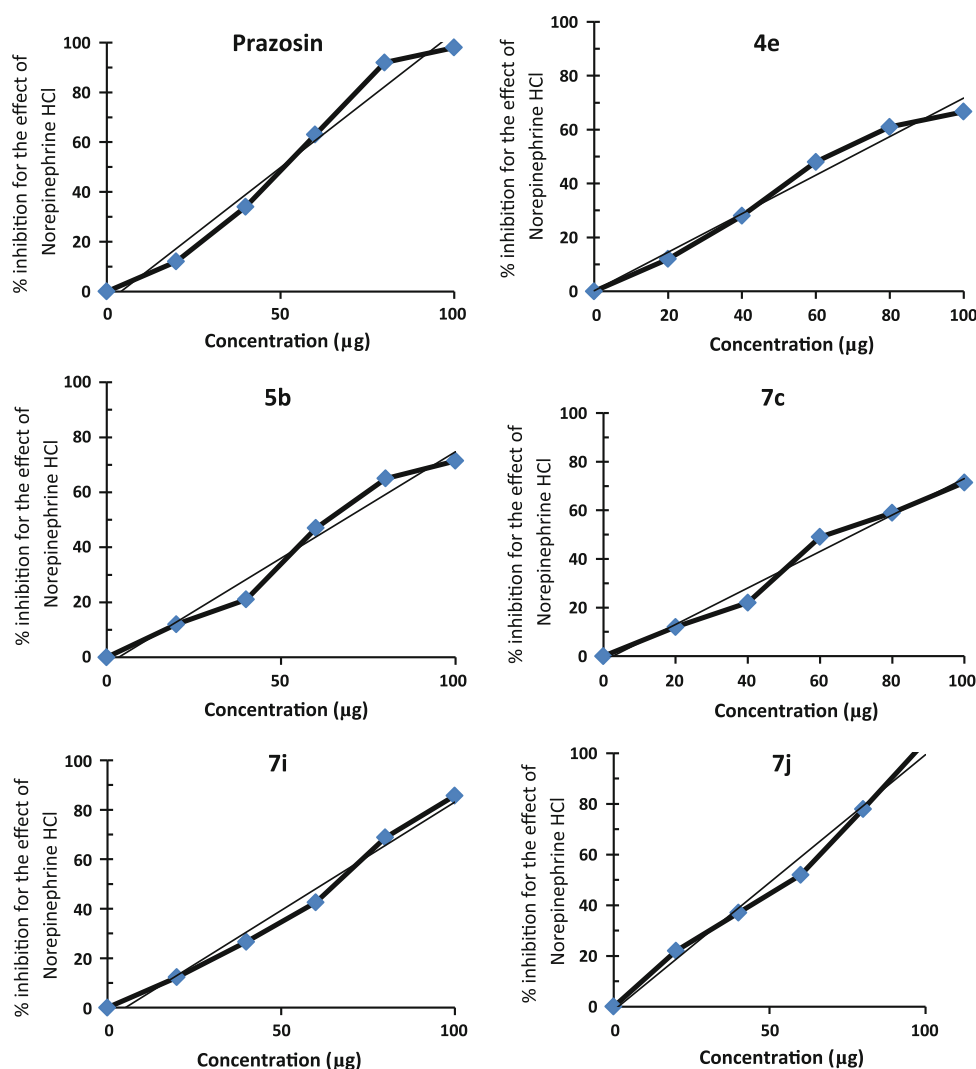 Prazosin
% inhibition for the effect of
Norepinephrine HCl
100
80
60
40
20
0
0 50 100
Concentration (μg)
4e
% inhibition for the effect of
Norepinephrine HCl
100
80
60
40
20
0
0 20 40 60 80 100
Concentration (μg)
5b
% inhibition for the effect of
Norepinephrine HCl
100
80
60
40
20
0
0 50 100
Concentration (μg)
7c
% inhibition for the effect of
Norepinephrine HCl
100
80
60
40
20
0
0 20 40 60 80 100
Concentration (μg)
7i
% inhibition for the effect of
Norepinephrine HCl
100
80
60
40
20
0
0 50 100
Concentration (μg)
7j
% inhibition for the effect of
Norepinephrine HCl
100
80
60
40
20
0
0 50 100
Concentration (μg)